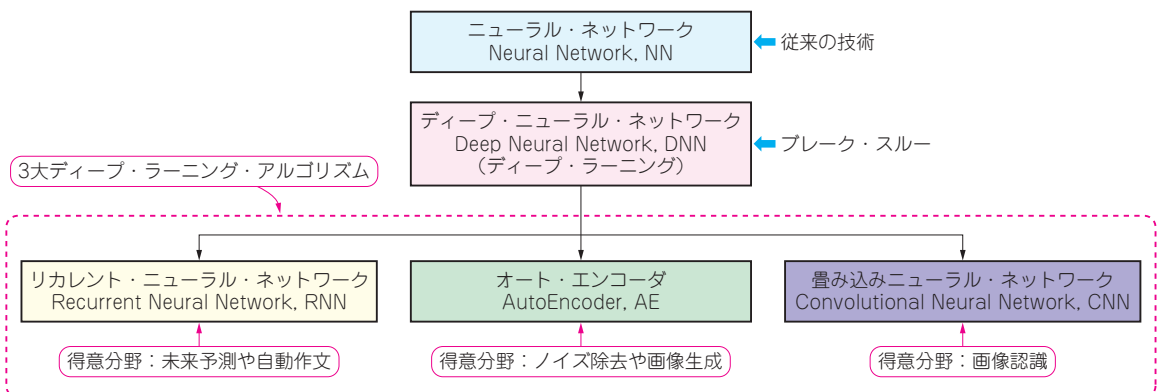 ニューラル・ネットワーク
Neural Network, NN
従来の技術
ディープ・ニューラル・ネットワーク
Deep Neural Network, DNN
（ディープ・ラーニング）
ブレーク・スルー
3大ディープ・ラーニング・アルゴリズム
リカレント・ニューラル・ネットワーク
Recurrent Neural Network, RNN
オート・エンコーダ
AutoEncoder, AE
畳み込みニューラル・ネットワーク
Convolutional Neural Network, CNN
得意分野：未来予測や自動作文
得意分野：ノイズ除去や画像生成
得意分野：画像認識